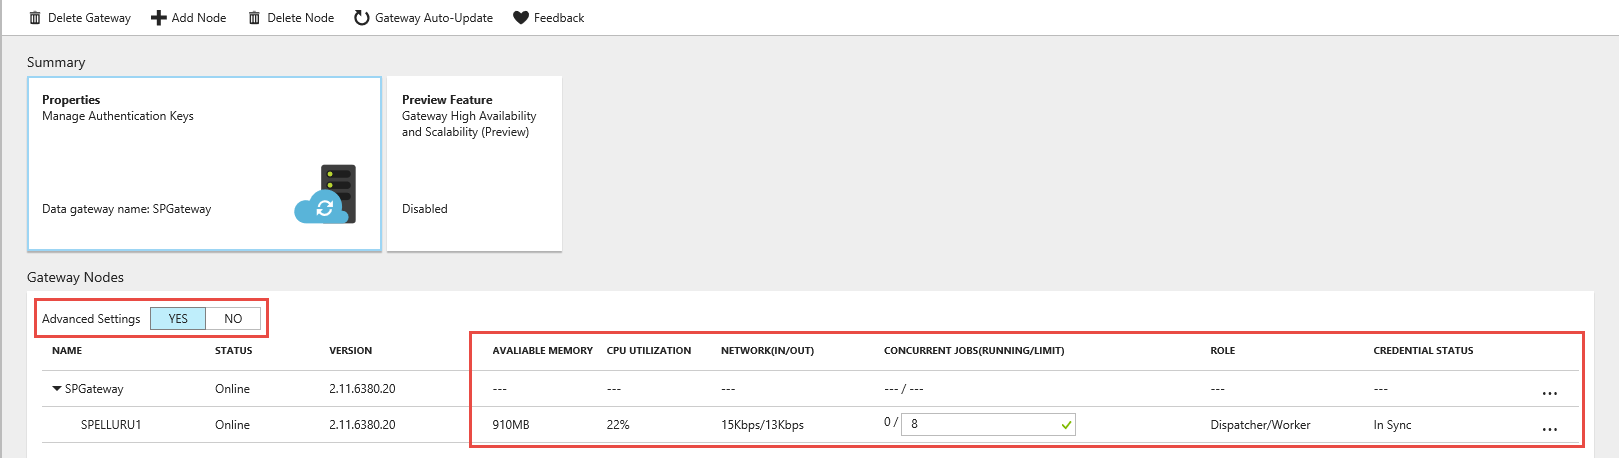 Delete Gateway Add Node Delete Node Gateway Auto-Update Feedback
Summary
Properties
Manage Authentication Keys
Data gateway name: SPGateway
Preview Feature
Gateway High Availability
and Scalability (Preview)
Disabled
Gateway Nodes
Advanced Settings YES NO
NAME STATUS VERSION AVALIABLE MEMORY CPU UTILIZATION NETWORK(IN/OUT) CONCURRENT JOBS(RUNNING/LIMIT) ROLE CREDENTIAL STATUS
SPGateway Online 2.11.6380.20 --- --- --- --- / --- --- --- ...
SPELLURU1 Online 2.11.6380.20 910MB 22% 15Kbps/13Kbps 0 / 8 Dispatcher/Worker In Sync ...